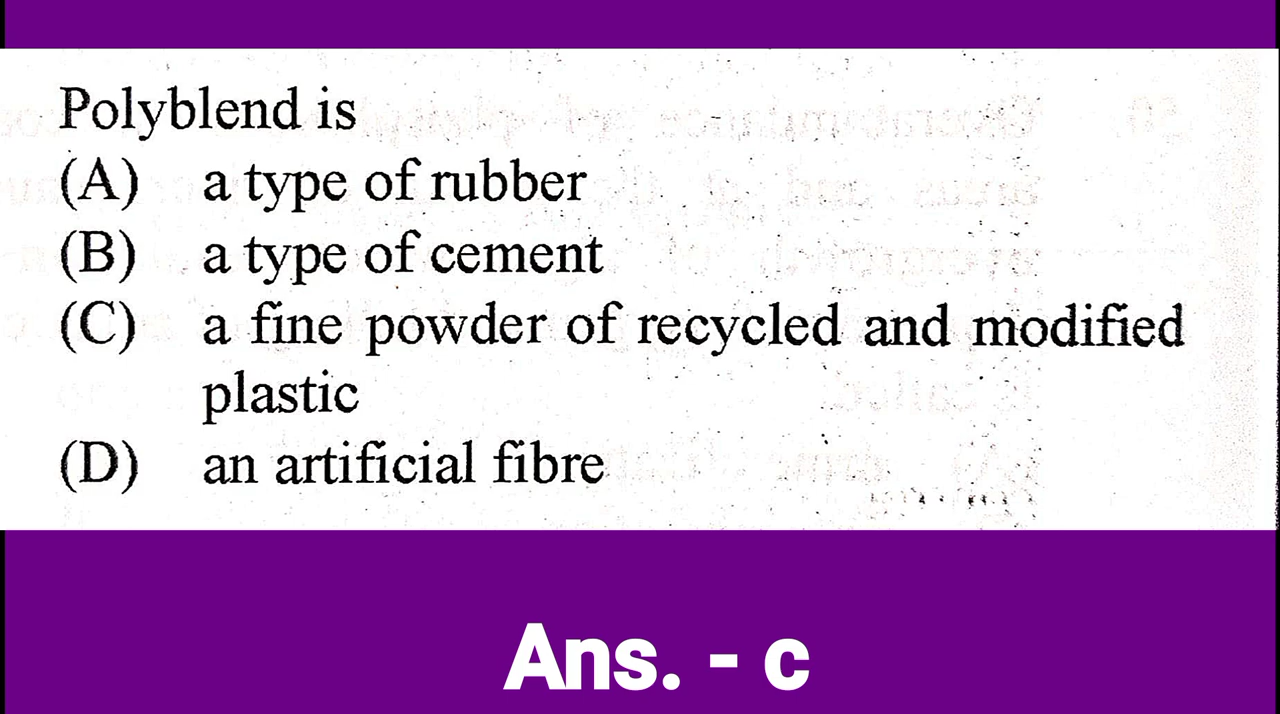 Polyblend is
(A) a type of rubber
(B) a type of cement
(C) a fine powder of recycled and modified
plastic
(D) an artificial fibre
Ans. - c